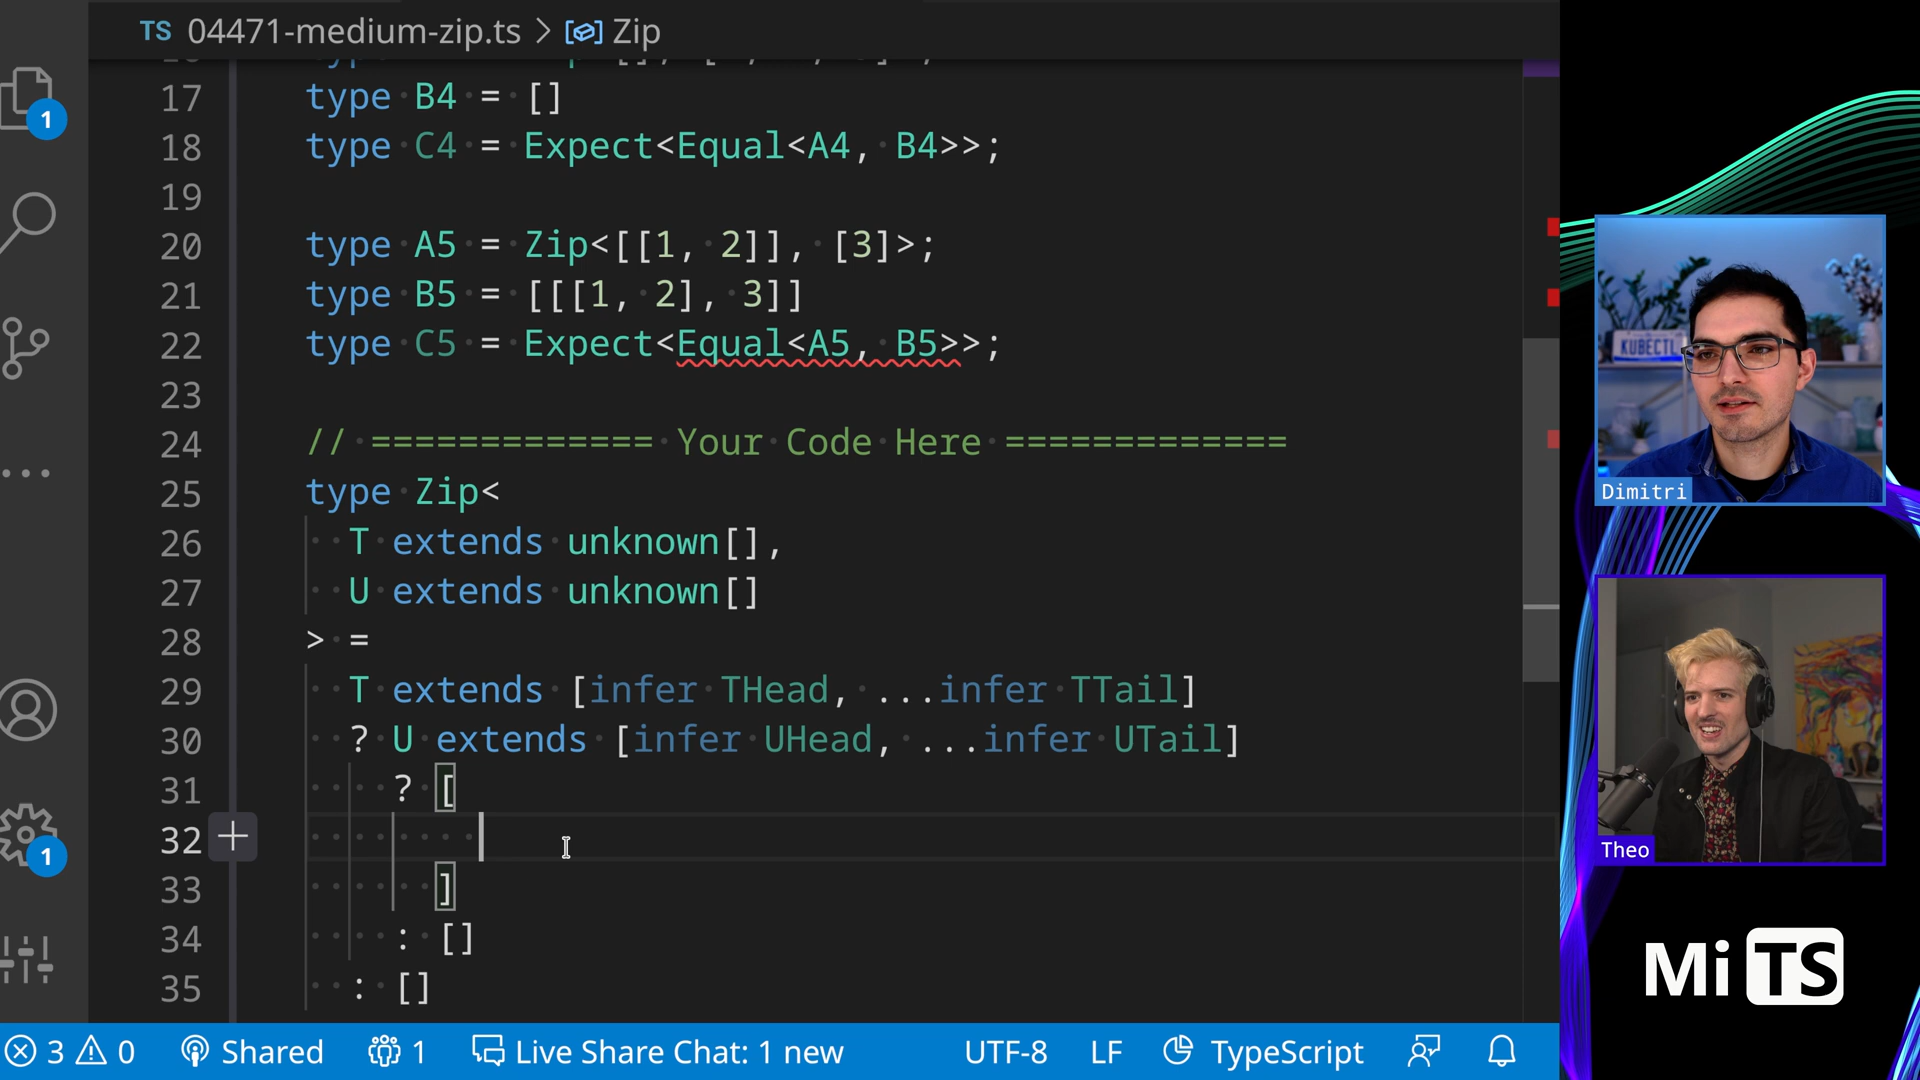 TS 04471-medium-zip.ts > Zip
17 type B4 = []
18 type C4 = Expect<Equal<A4, B4>>;
19
20 type A5 = Zip<[[1, 2]], [3]>;
21 type B5 = [[[1, 2], 3]]
22 type C5 = Expect<Equal<A5, B5>>;
23
24 // ============= Your Code Here =============
25 type Zip<
26   T extends unknown[],
27   U extends unknown[]
28 > =
29   T extends [infer THead, ...infer TTail]
30   ? U extends [infer UHead, ...infer UTail]
31     ? [
32
33       ]
34     : []
35   : []
1
1
KUBECTL
Dimitri
Theo
Mi TS
3 0 Shared 1 Live Share Chat: 1 new UTF-8 LF TypeScript